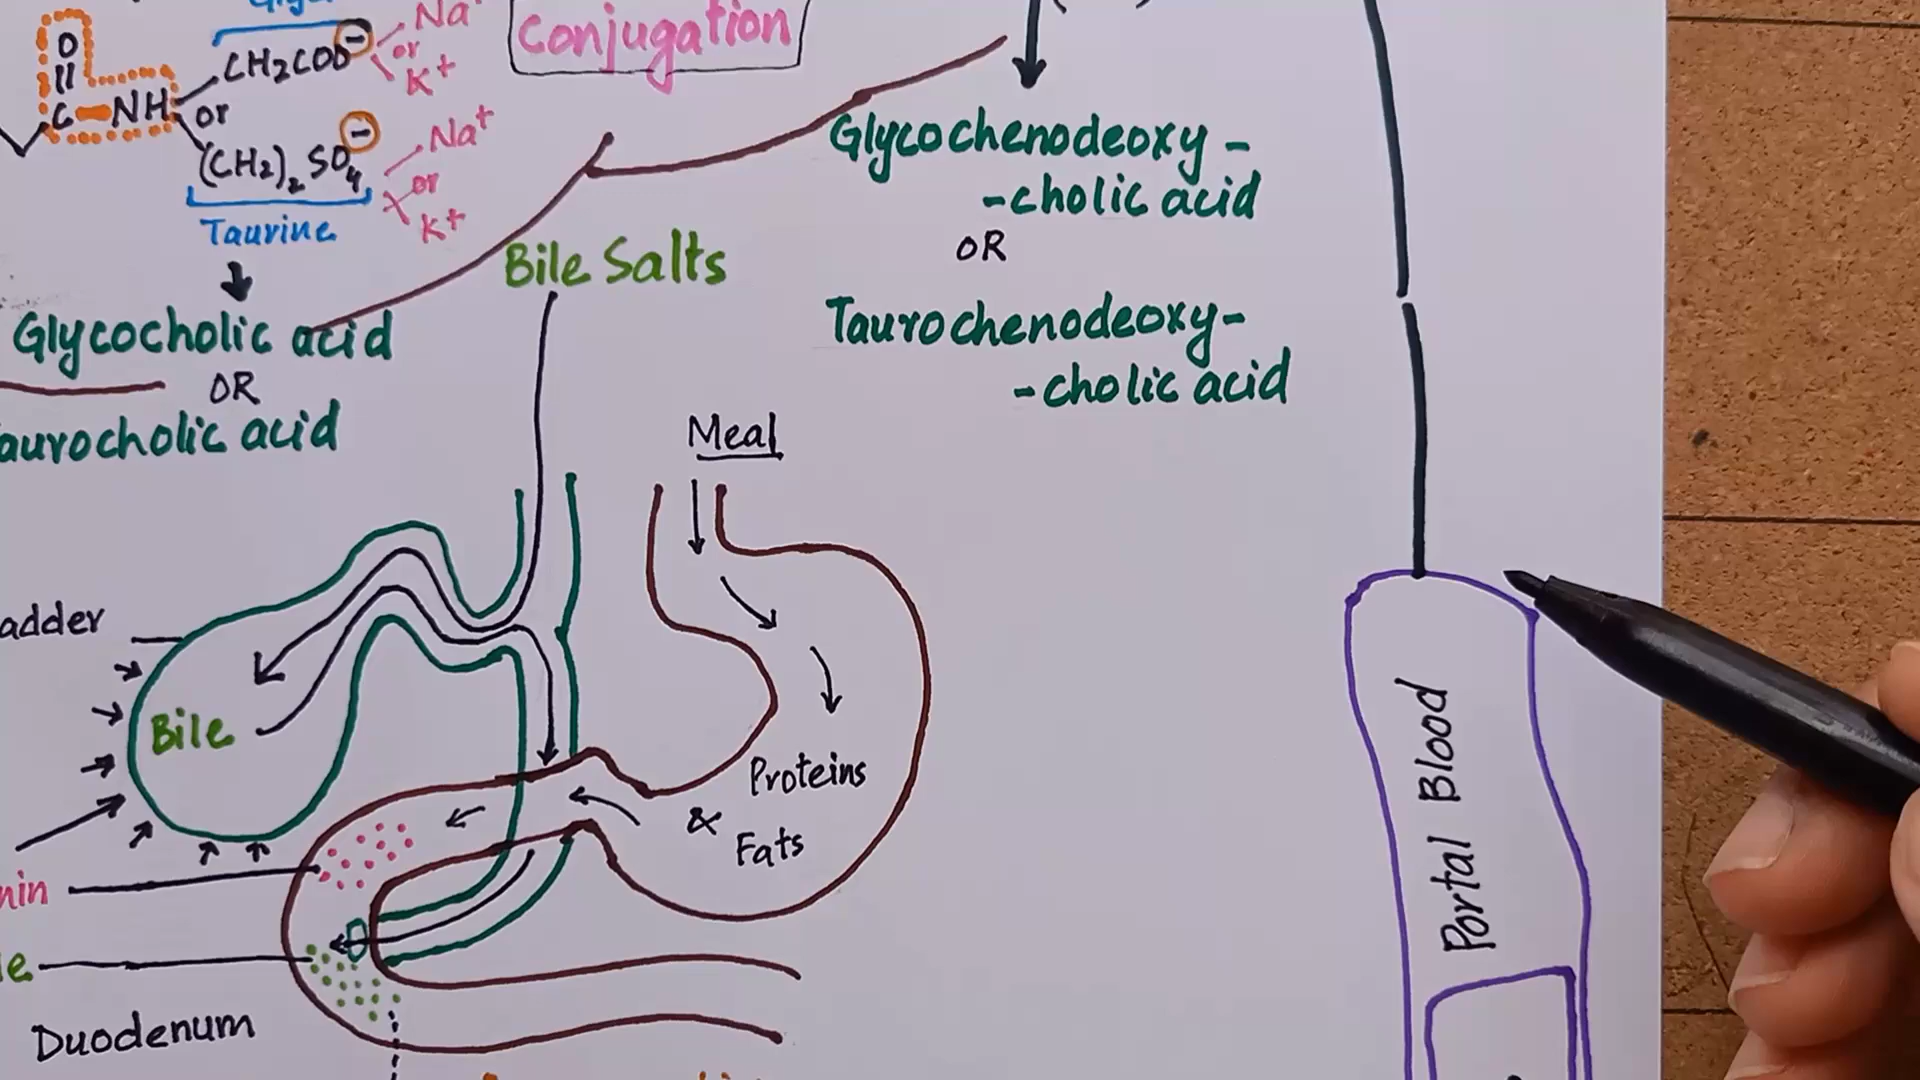 Na+
Conjugation
O
CH2COO-
or
K+
C-NH
or
(CH2)2SO4-
Na+
or
K+
Taurine
Glycochenodeoxy-
-cholic acid
OR
Taurochenodeoxy-
-cholic acid
Bile Salts
Glycocholic acid
OR
aurocholic acid
Meal
adder
Bile
Proteins
&
Fats
nin
le
Duodenum
Portal Blood